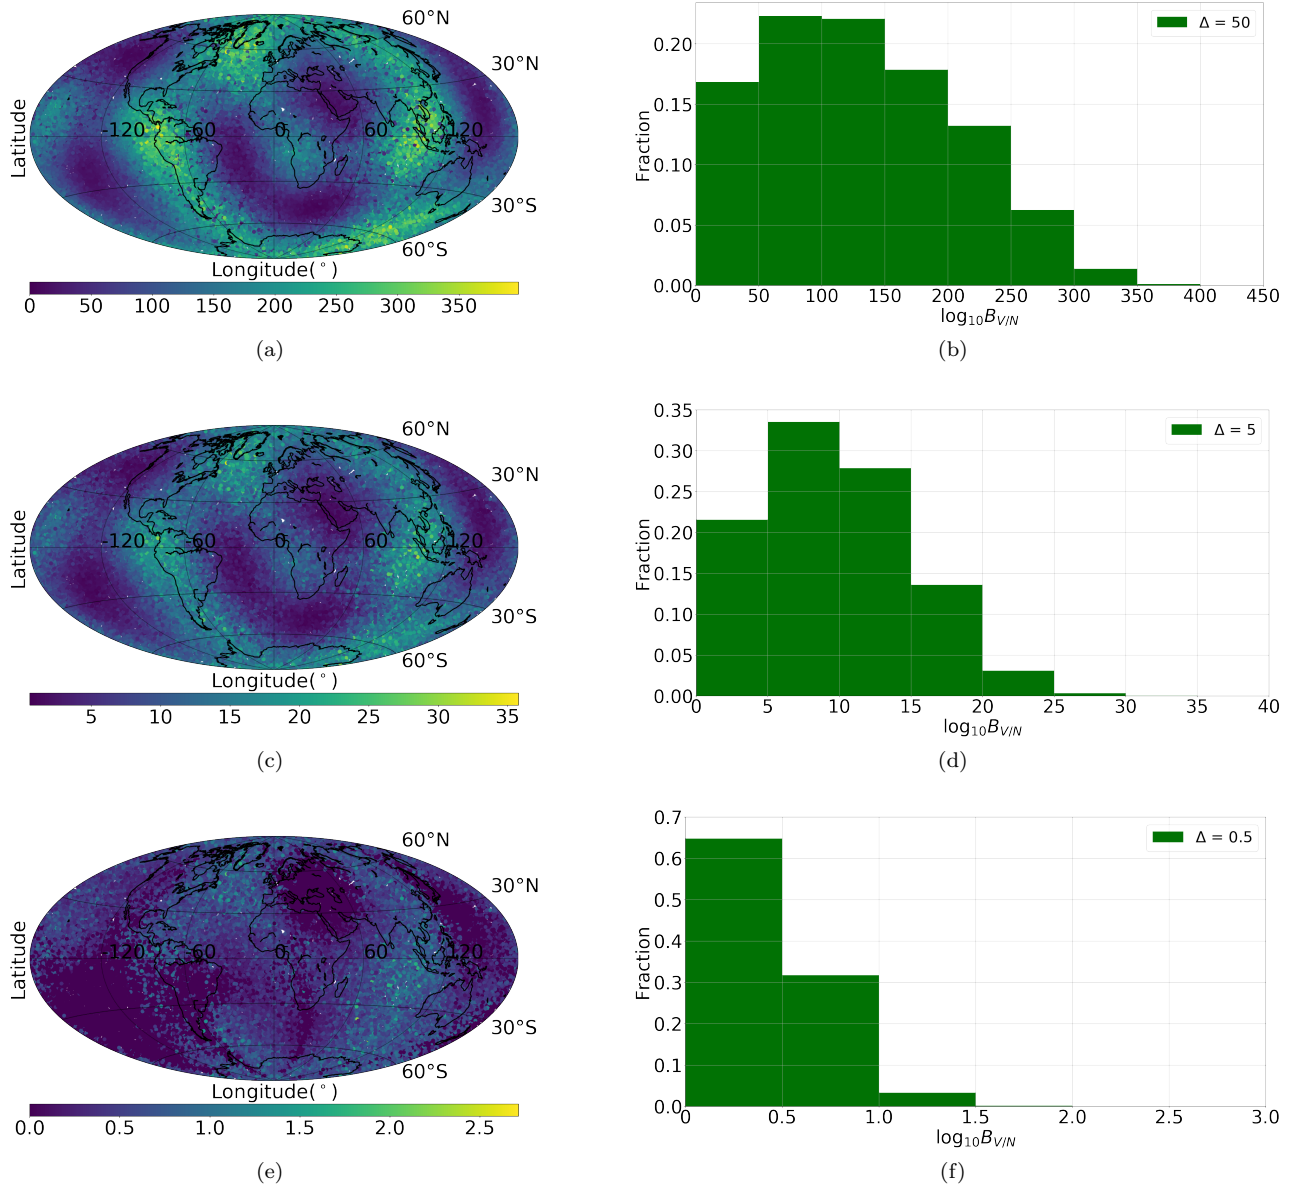 60°N
30°N
Latitude
-120 -60 0 60 120
30°S
60°S
Longitude(°)
0 50 100 150 200 250 300 350
(a)
Δ = 50
Fraction
0.20
0.15
0.10
0.05
0.00
0 50 100 150 200 250 300 350 400 450
log₁₀B_V/N
(b)
60°N
30°N
Latitude
-120 -60 0 60 120
30°S
60°S
Longitude(°)
5 10 15 20 25 30 35
(c)
Δ = 5
Fraction
0.35
0.30
0.25
0.20
0.15
0.10
0.05
0.00
0 5 10 15 20 25 30 35 40
log₁₀B_V/N
(d)
60°N
30°N
Latitude
-120 -60 0 60 120
30°S
60°S
Longitude(°)
0.0 0.5 1.0 1.5 2.0 2.5
(e)
Δ = 0.5
Fraction
0.7
0.6
0.5
0.4
0.3
0.2
0.1
0.0
0 0.5 1.0 1.5 2.0 2.5 3.0
log₁₀B_V/N
(f)